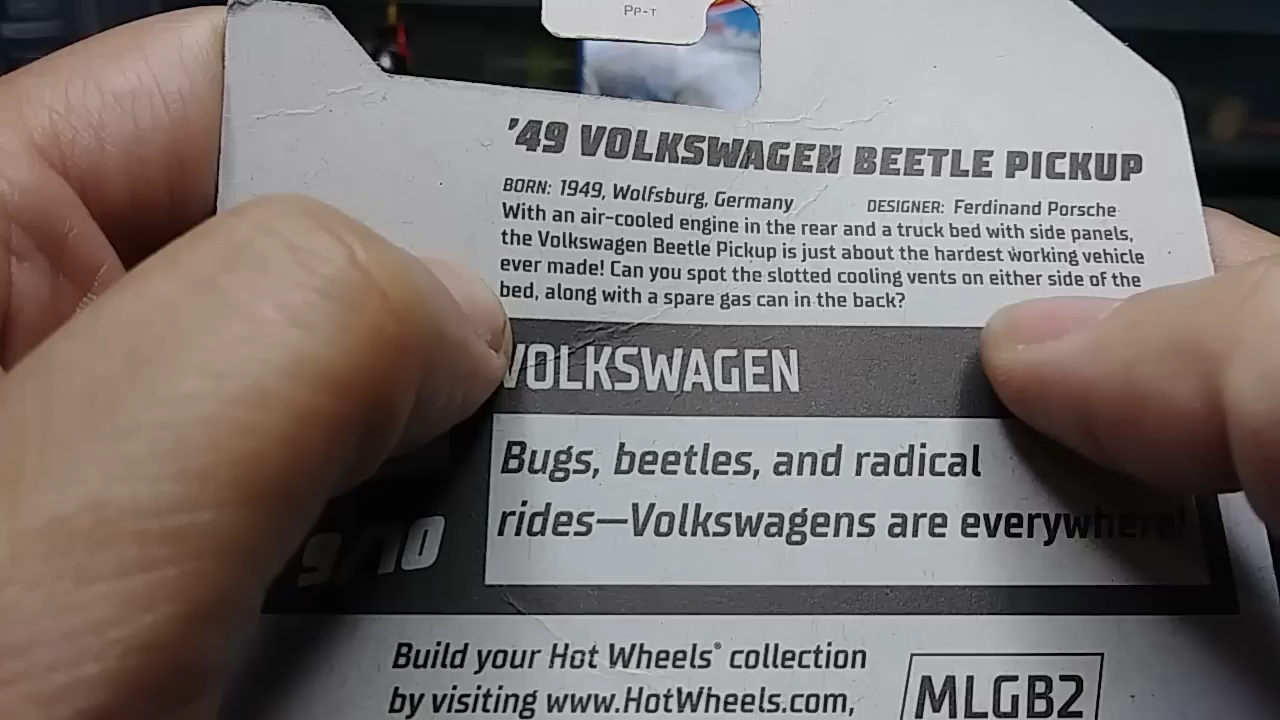 PP-T
'49 VOLKSWAGEN BEETLE PICKUP
BORN: 1949, Wolfsburg, Germany DESIGNER: Ferdinand Porsche
With an air-cooled engine in the rear and a truck bed with side panels,
the Volkswagen Beetle Pickup is just about the hardest working vehicle
ever made! Can you spot the slotted cooling vents on either side of the
bed, along with a spare gas can in the back?
VOLKSWAGEN
Bugs, beetles, and radical
rides—Volkswagens are everywhere!
9/10
Build your Hot Wheels® collection
by visiting www.HotWheels.com,
MLGB2